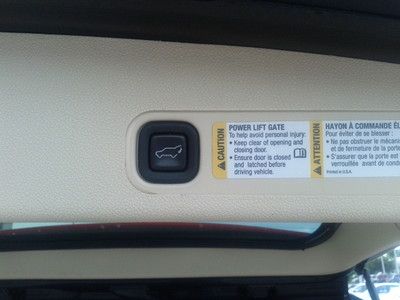 CAUTION
POWER LIFT GATE
To help avoid personal injury:
• Keep clear of opening and
closing door.
• Ensure door is closed
and latched before
driving vehicle.
ATTENTION
HAYON À COMMANDE ÉL
Pour éviter de se blesser :
• Ne pas obstruer le mécani
et de fermeture de la porte
• S'assurer que la porte est
verrouillée avant de condu
Printed in U.S.A.